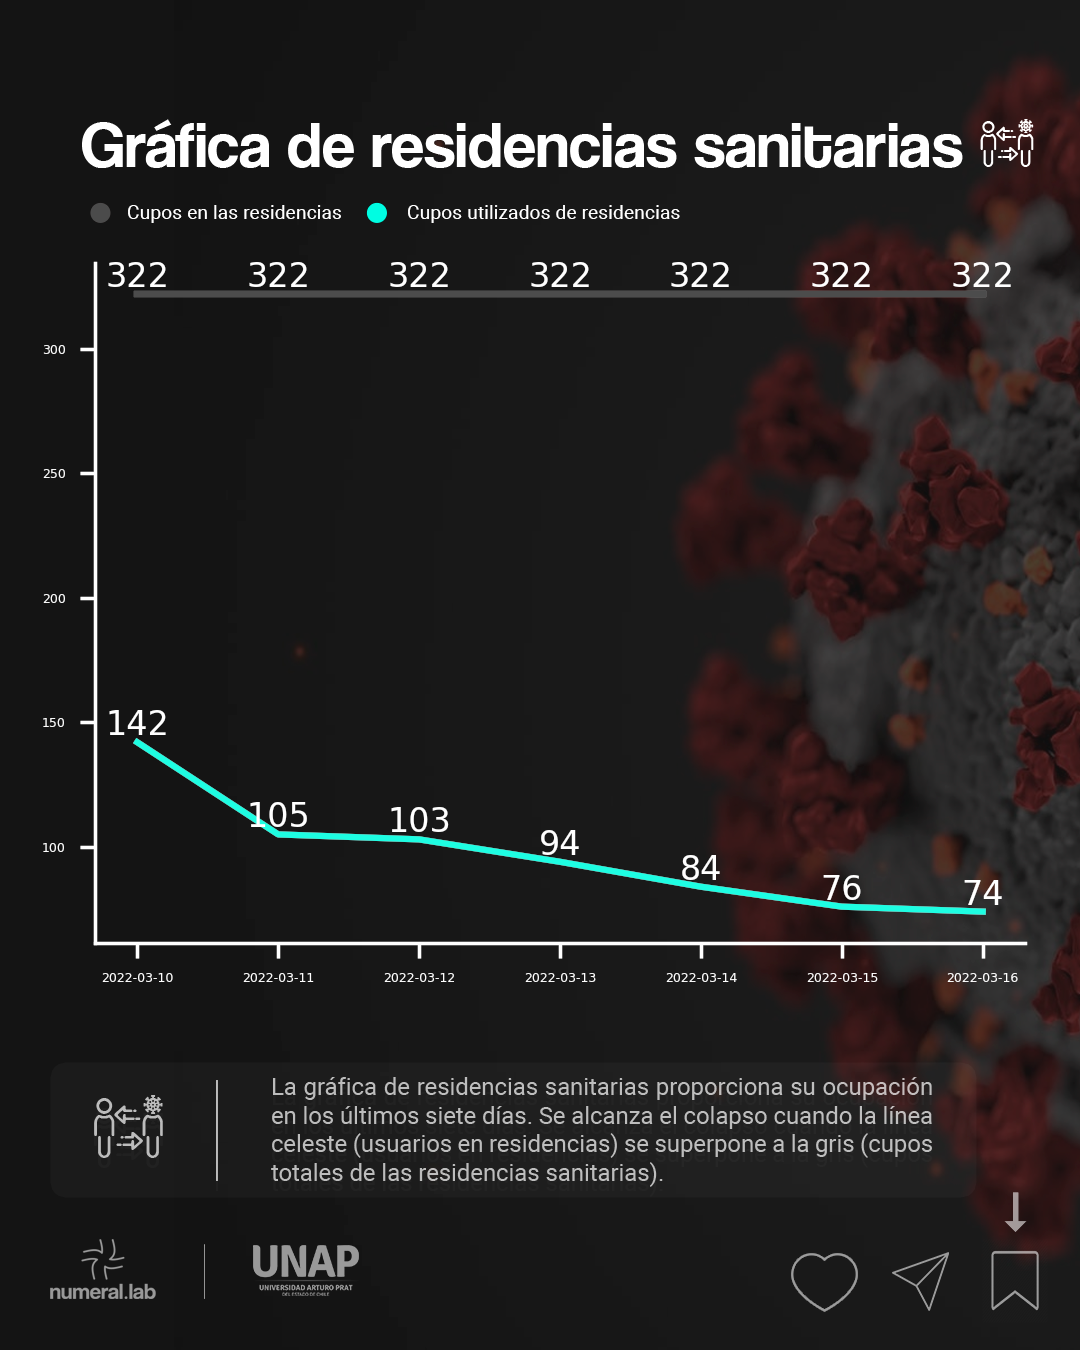 Gráfica de residencias sanitarias
Cupos en las residencias
Cupos utilizados de residencias
322 322 322 322 322 322 322
300
250
200
150
100
142
105
103
94
84
76
74
2022-03-10 2022-03-11 2022-03-12 2022-03-13 2022-03-14 2022-03-15 2022-03-16
La gráfica de residencias sanitarias proporciona su ocupación
en los últimos siete días. Se alcanza el colapso cuando la línea
celeste (usuarios en residencias) se superpone a la gris (cupos
totales de las residencias sanitarias).
numeral.lab
UNAP
UNIVERSIDAD ARTURO PRAT
DEL ESTADO DE CHILE